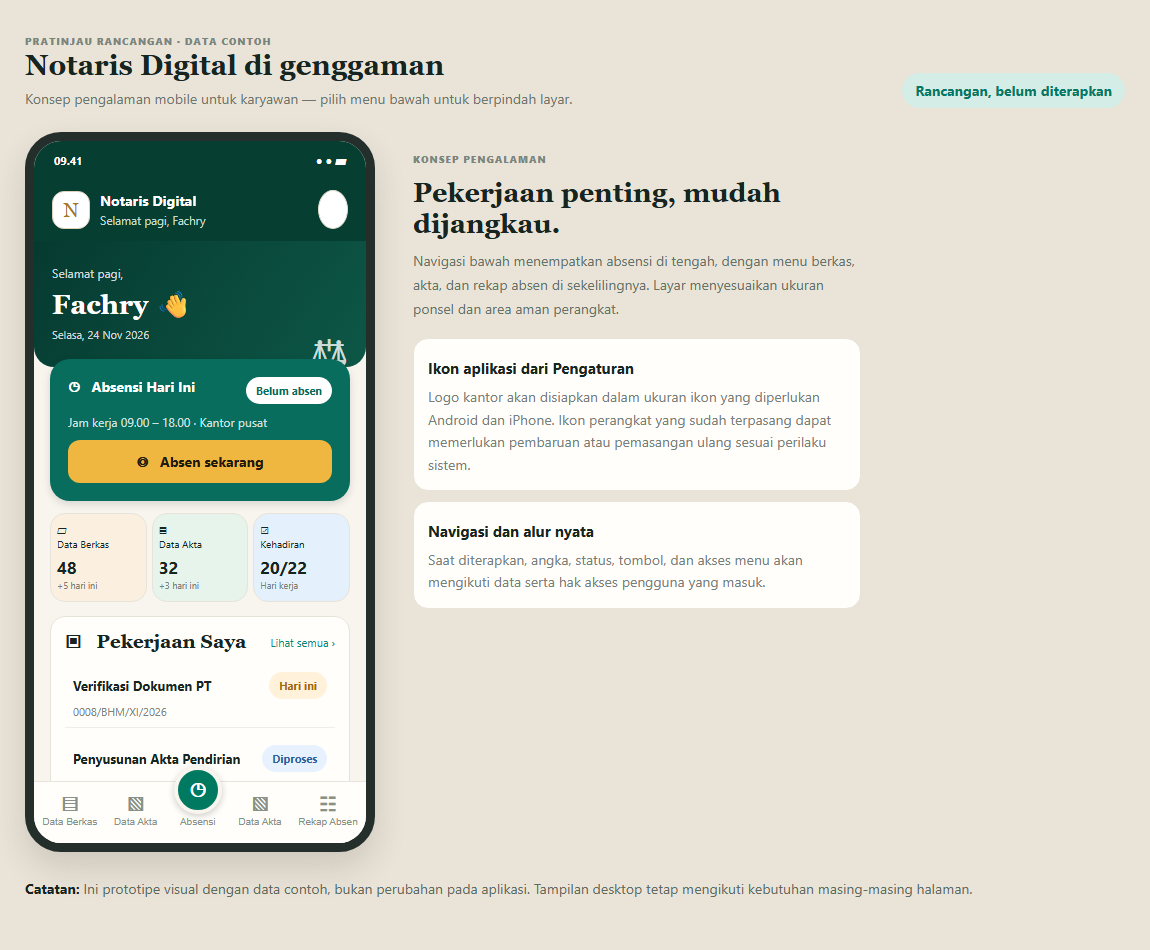 PRATINJAU RANCANGAN · DATA CONTOH
Notaris Digital di genggaman
Konsep pengalaman mobile untuk karyawan — pilih menu bawah untuk berpindah layar.
Rancangan, belum diterapkan
09.41
N
Notaris Digital
Selamat pagi, Fachry
Selamat pagi,
Fachry 👋
Selasa, 24 Nov 2026
Absensi Hari Ini
Belum absen
Jam kerja 09.00 – 18.00 · Kantor pusat
Absen sekarang
Data Berkas
48
+5 hari ini
Data Akta
32
+3 hari ini
Kehadiran
20/22
Hari kerja
Pekerjaan Saya
Lihat semua ›
Verifikasi Dokumen PT
Hari ini
0008/BHM/XI/2026
Penyusunan Akta Pendirian
Diproses
Data Berkas
Data Akta
Absensi
Data Akta
Rekap Absen
KONSEP PENGALAMAN
Pekerjaan penting, mudah
dijangkau.
Navigasi bawah menempatkan absensi di tengah, dengan menu berkas,
akta, dan rekap absen di sekelilingnya. Layar menyesuaikan ukuran
ponsel dan area aman perangkat.
Ikon aplikasi dari Pengaturan
Logo kantor akan disiapkan dalam ukuran ikon yang diperlukan
Android dan iPhone. Ikon perangkat yang sudah terpasang dapat
memerlukan pembaruan atau pemasangan ulang sesuai perilaku
sistem.
Navigasi dan alur nyata
Saat diterapkan, angka, status, tombol, dan akses menu akan
mengikuti data serta hak akses pengguna yang masuk.
Catatan: Ini prototipe visual dengan data contoh, bukan perubahan pada aplikasi. Tampilan desktop tetap mengikuti kebutuhan masing-masing halaman.